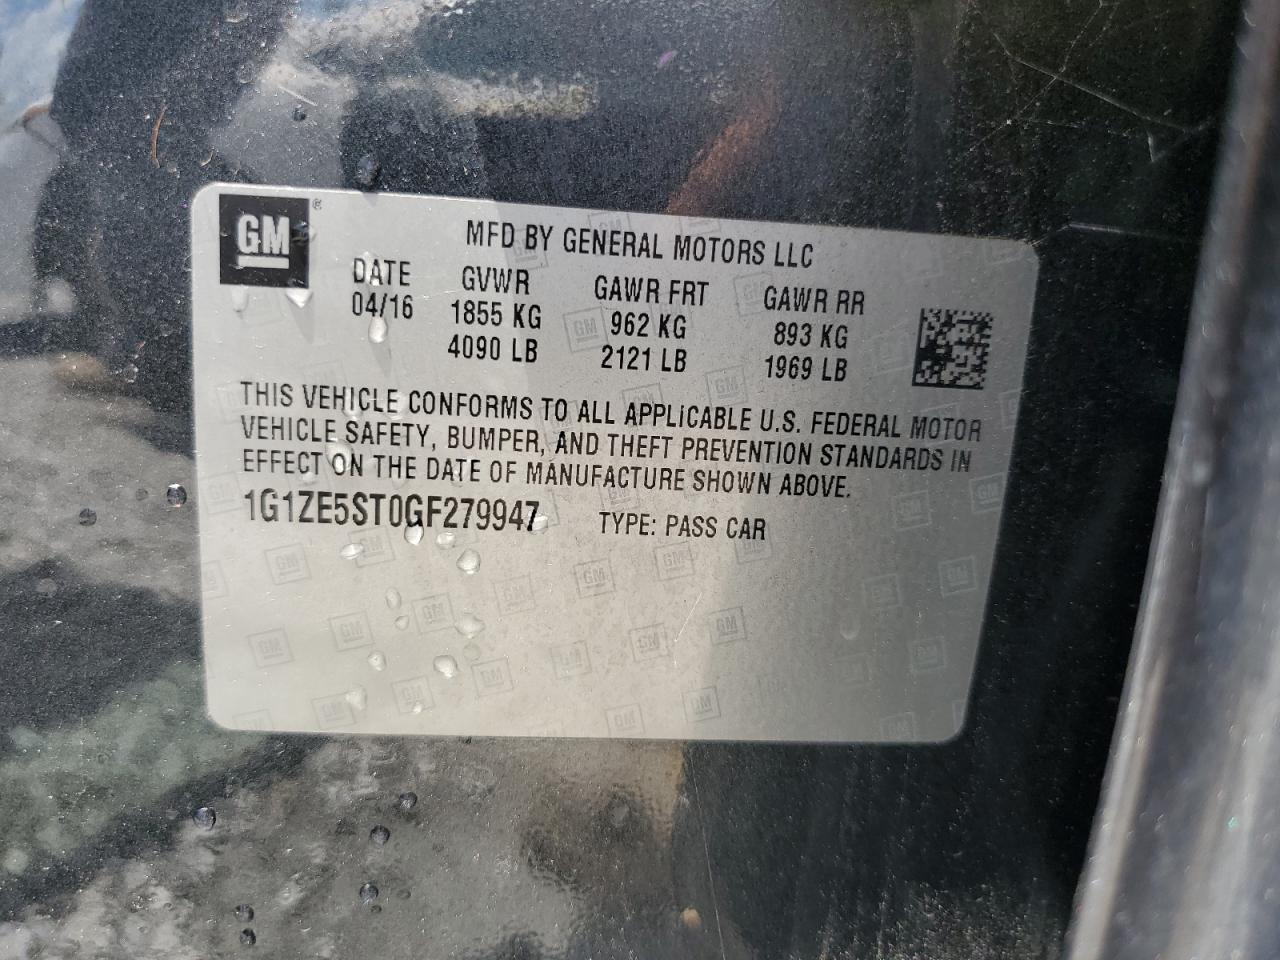 GM®
MFD BY GENERAL MOTORS LLC
DATE GVWR GAWR FRT GAWR RR
04/16 1855 KG 962 KG 893 KG
4090 LB 2121 LB 1969 LB
THIS VEHICLE CONFORMS TO ALL APPLICABLE U.S. FEDERAL MOTOR
VEHICLE SAFETY, BUMPER, AND THEFT PREVENTION STANDARDS IN
EFFECT ON THE DATE OF MANUFACTURE SHOWN ABOVE.
1G1ZE5ST0GF279947 TYPE: PASS CAR